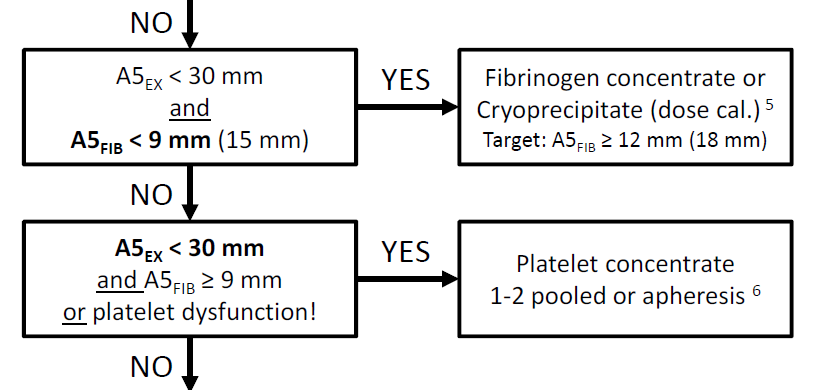 NO
A5EX < 30 mm
and
A5FIB < 9 mm (15 mm)
YES
Fibrinogen concentrate or
Cryoprecipitate (dose cal.) 5
Target: A5FIB ≥ 12 mm (18 mm)
NO
A5EX < 30 mm
and A5FIB ≥ 9 mm
or platelet dysfunction!
YES
Platelet concentrate
1-2 pooled or apheresis 6
NO